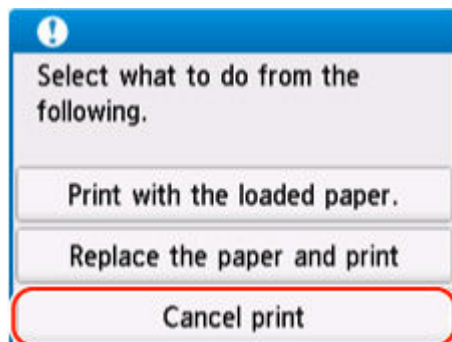 Select what to do from the
following.
Print with the loaded paper.
Replace the paper and print
Cancel print